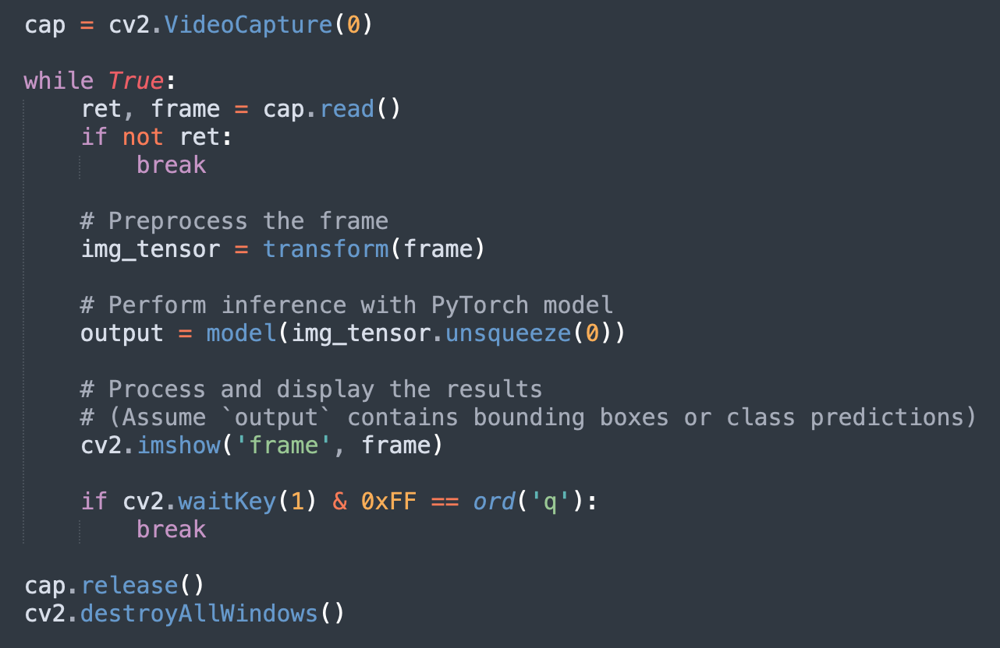 cap = cv2.VideoCapture(0)

while True:
    ret, frame = cap.read()
    if not ret:
        break

    # Preprocess the frame
    img_tensor = transform(frame)

    # Perform inference with PyTorch model
    output = model(img_tensor.unsqueeze(0))

    # Process and display the results
    # (Assume `output` contains bounding boxes or class predictions)
    cv2.imshow('frame', frame)

    if cv2.waitKey(1) & 0xFF == ord('q'):
        break

cap.release()
cv2.destroyAllWindows()